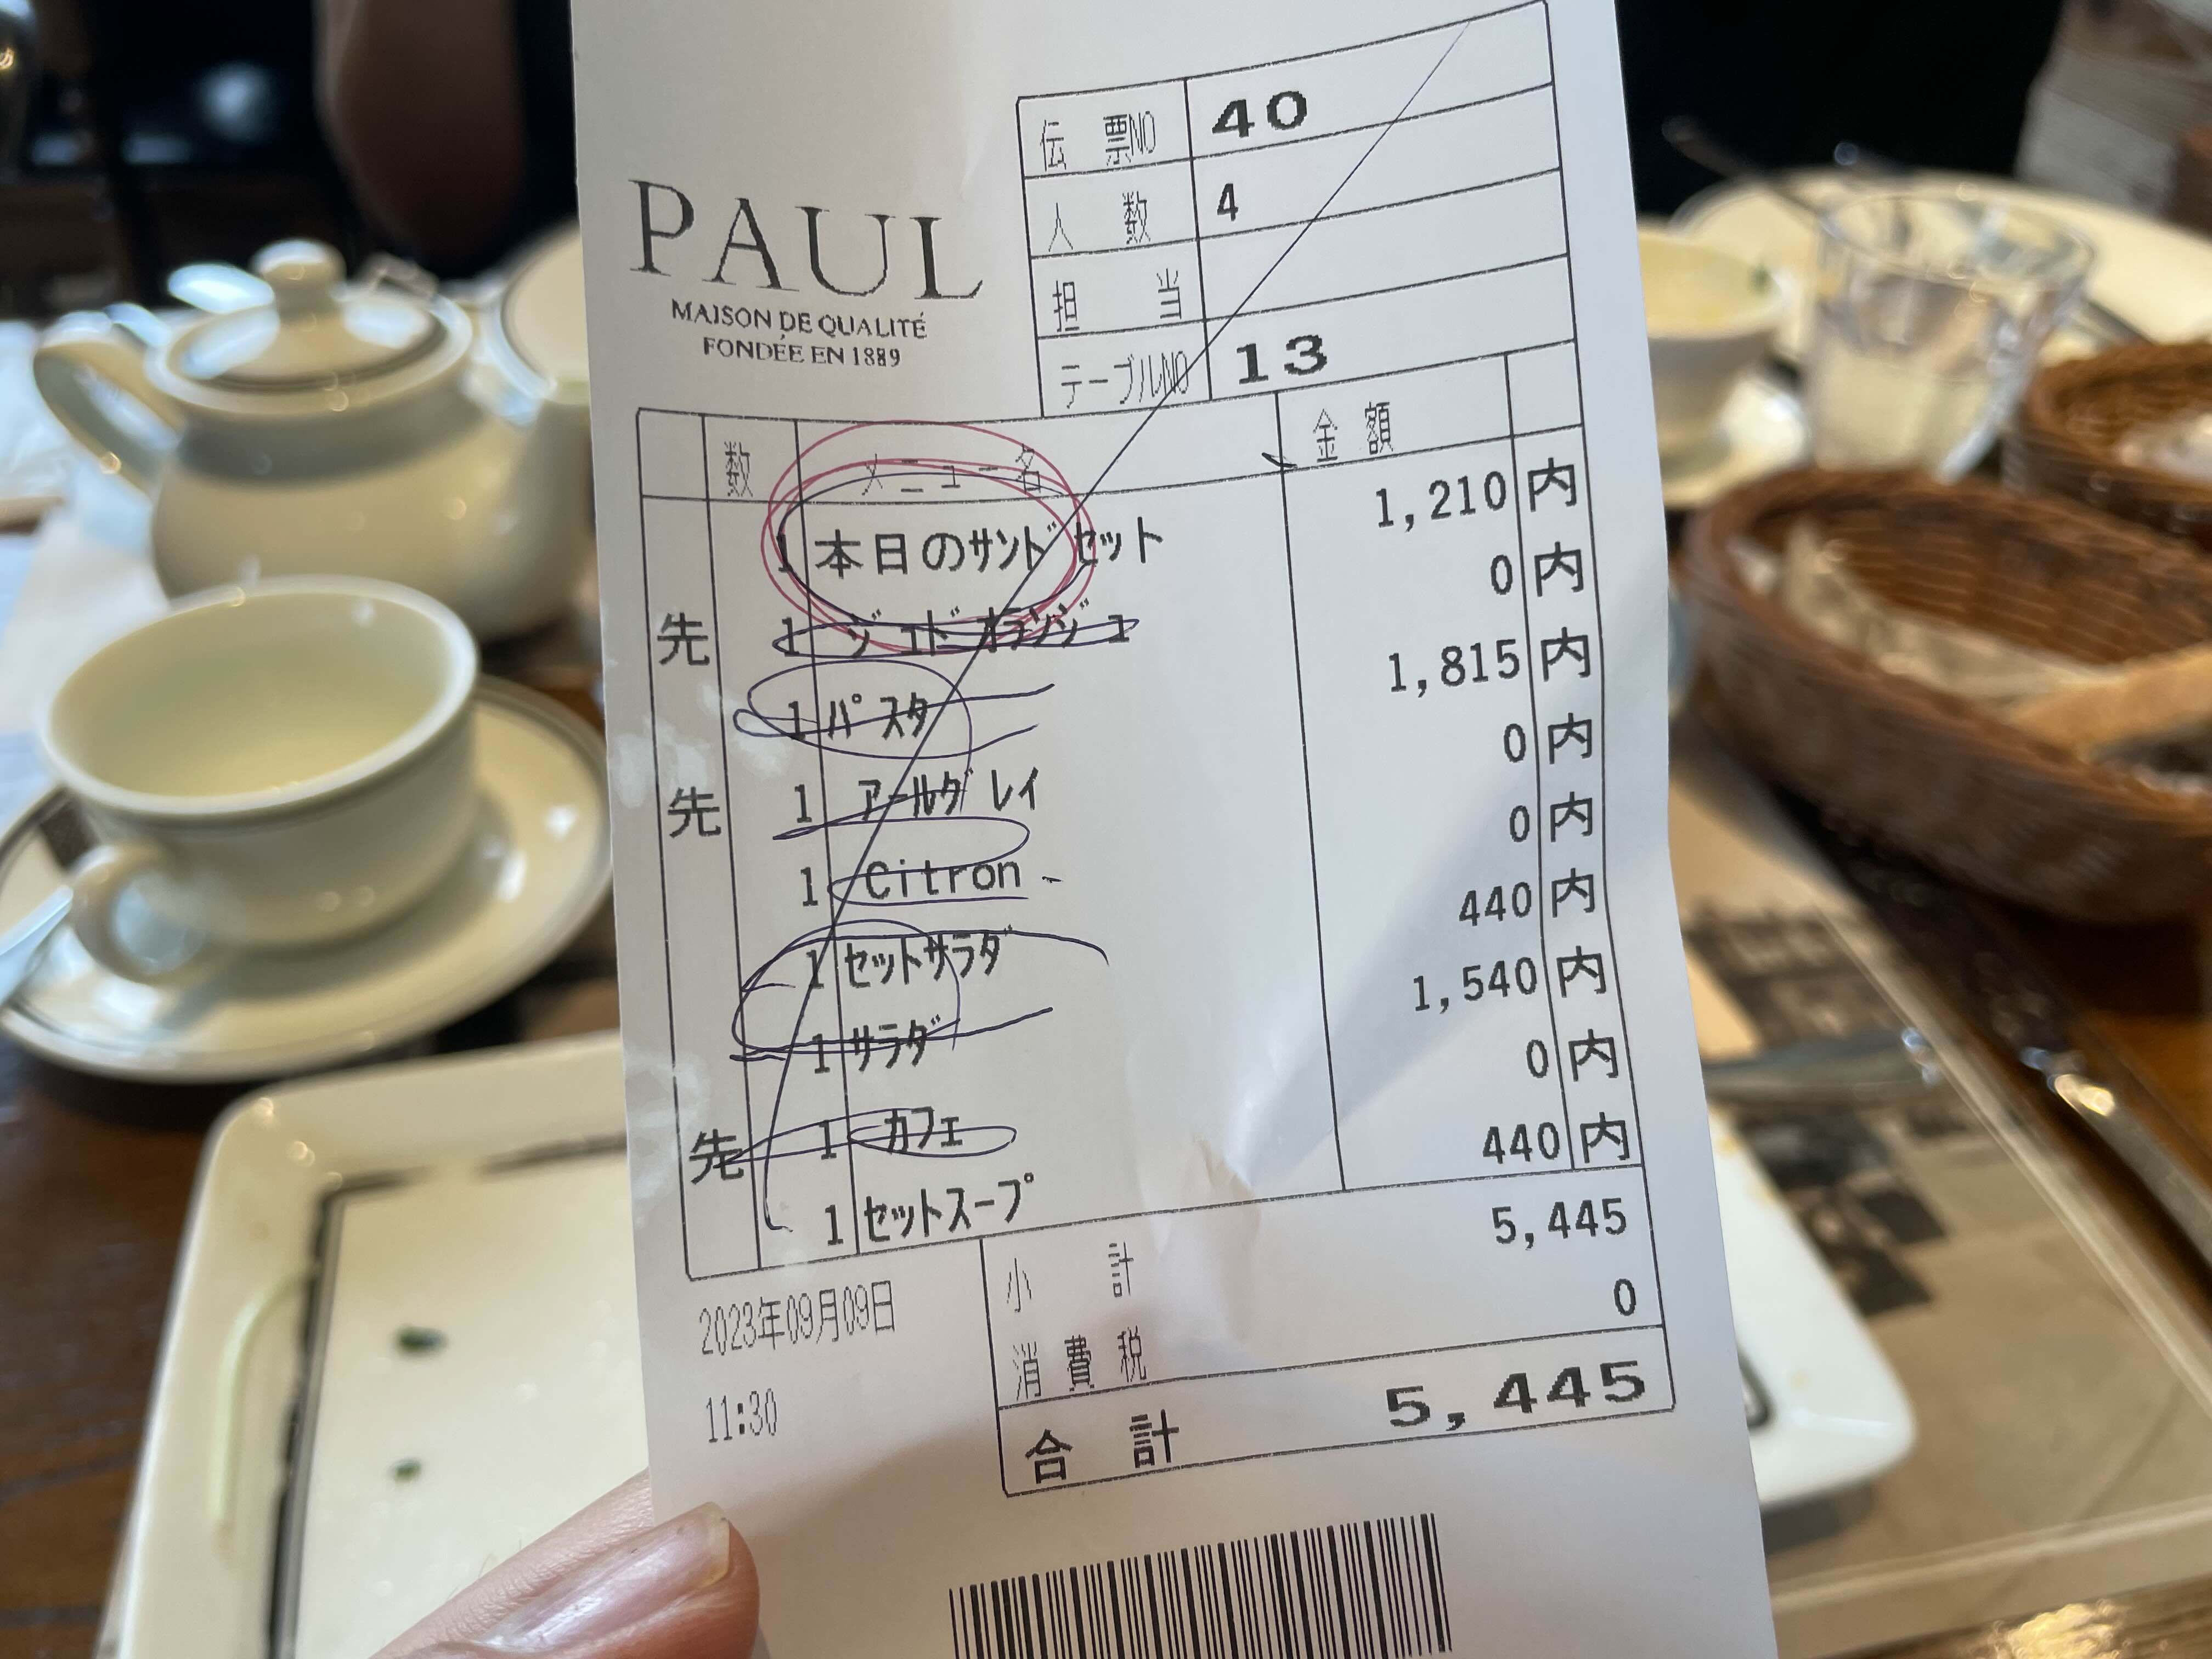 伝票NO 40
人数 4
担当
テーブルNO 13
PAUL
MAISON DE QUALITÉ
FONDÉE EN 1889
数 メニュー名 金額
1 本日のサンドセット 1,210 内
先 1 ジュドオランジュ 0 内
1 パスタ 1,815 内
先 1 アールグレイ 0 内
1 Citron 0 内
1 セットサラダ 440 内
1 サラダ 1,540 内
先 1 カフェ 0 内
1 セットスープ 440 内
小計 5,445
消費税 0
合計 5,445
2023年09月09日
11:30